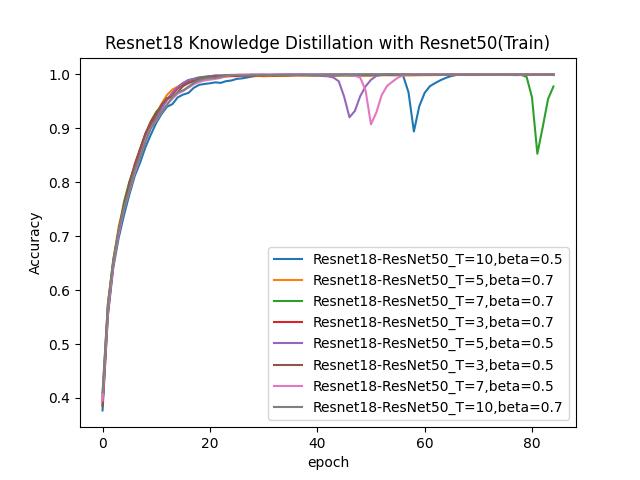 Resnet18 Knowledge Distillation with Resnet50(Train)
1.0
0.9
0.8
0.7
0.6
0.5
0.4
Accuracy
Resnet18-ResNet50_T=10,beta=0.5
Resnet18-ResNet50_T=5,beta=0.7
Resnet18-ResNet50_T=7,beta=0.7
Resnet18-ResNet50_T=3,beta=0.7
Resnet18-ResNet50_T=5,beta=0.5
Resnet18-ResNet50_T=3,beta=0.5
Resnet18-ResNet50_T=7,beta=0.5
Resnet18-ResNet50_T=10,beta=0.7
0 20 40 60 80
epoch